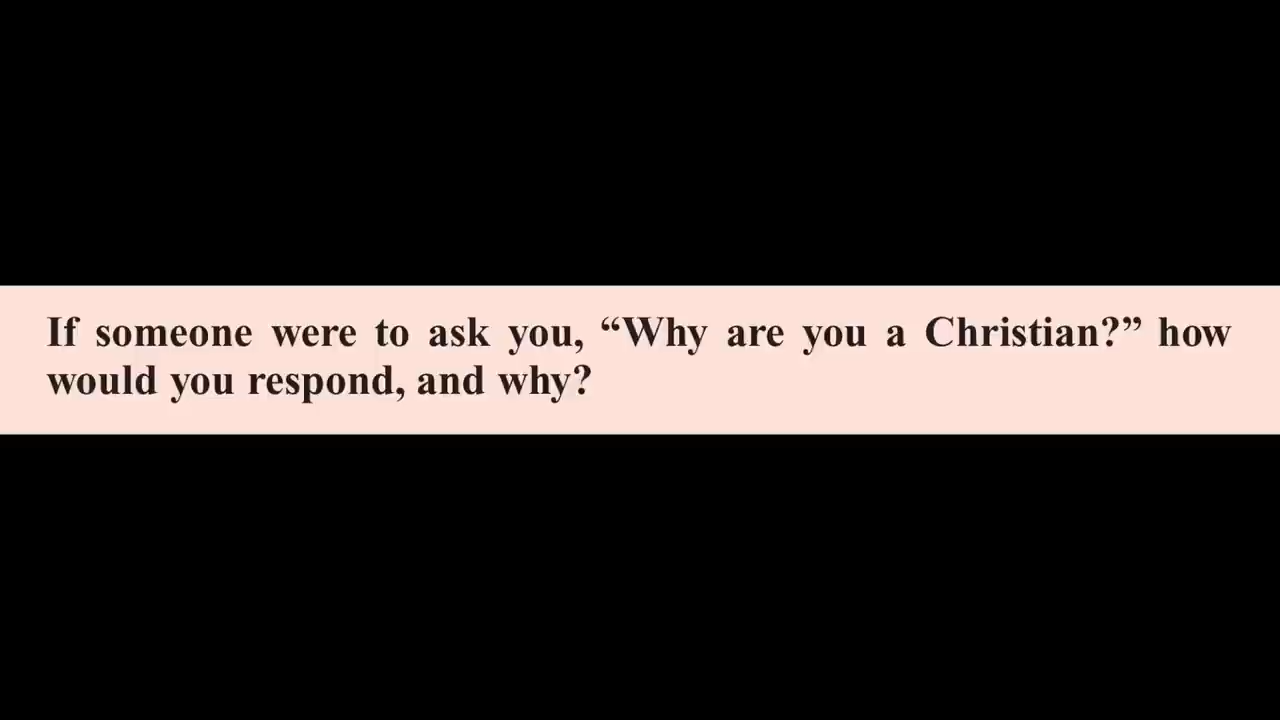 If someone were to ask you, “Why are you a Christian?” how
would you respond, and why?